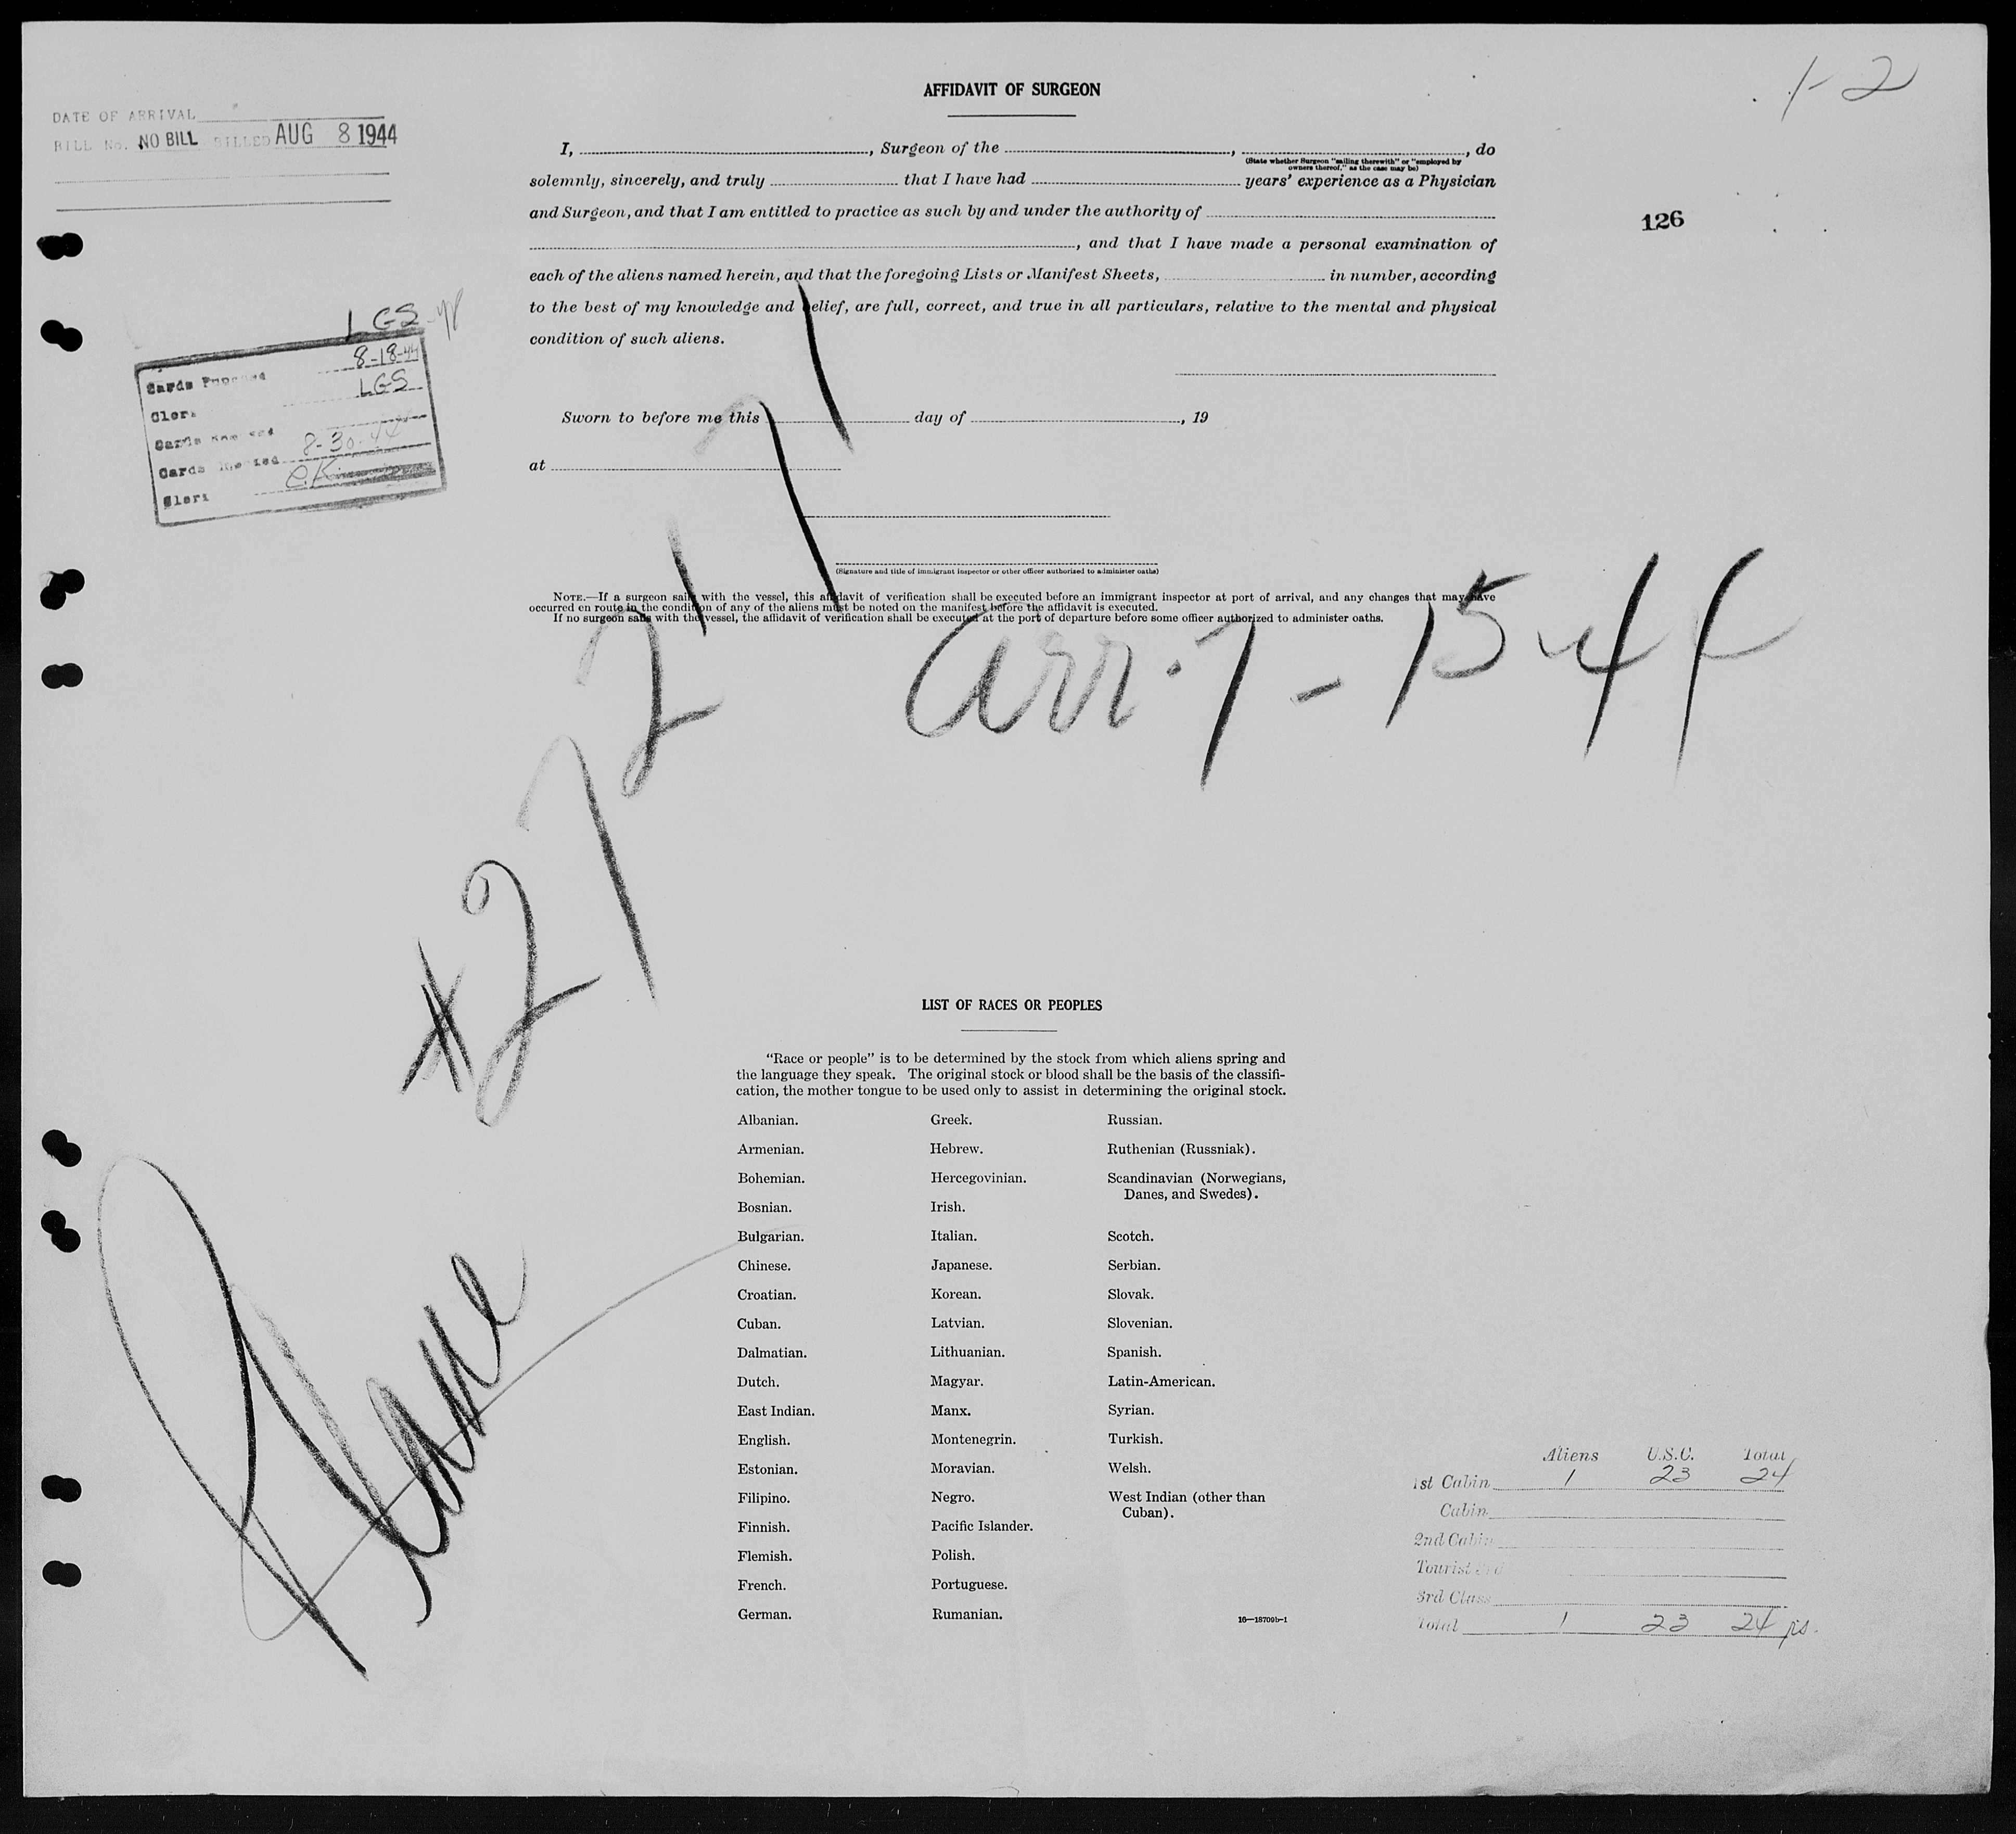 1-2
DATE OF ARRIVAL
BILL No. NO BILL BILLED AUG 8 1944
AFFIDAVIT OF SURGEON
I, , Surgeon of the , , do
(State whether Surgeon "sailing therewith" or "employed by
owners thereof," as the case may be)
solemnly, sincerely, and truly that I have had years' experience as a Physician
and Surgeon, and that I am entitled to practice as such by and under the authority of
, and that I have made a personal examination of
126
each of the aliens named herein, and that the foregoing Lists or Manifest Sheets, in number, according
to the best of my knowledge and belief, are full, correct, and true in all particulars, relative to the mental and physical
condition of such aliens.
LGS
Cards Punched 8-18-44
Clerk LGS
Cards
Cards Checked 8-30-44
Clerk
Sworn to before me this day of , 19
at
(Signature and title of immigrant inspector or other officer authorized to administer oaths)
NOTE.—If a surgeon sails with the vessel, this affidavit of verification shall be executed before an immigrant inspector at port of arrival, and any changes that may have
occurred en route in the condition of any of the aliens must be noted on the manifest before the affidavit is executed.
If no surgeon sails with the vessel, the affidavit of verification shall be executed at the port of departure before some officer authorized to administer oaths.
arr. 7-15-44
Plane #27271
LIST OF RACES OR PEOPLES
"Race or people" is to be determined by the stock from which aliens spring and
the language they speak. The original stock or blood shall be the basis of the classifi-
cation, the mother tongue to be used only to assist in determining the original stock.
Albanian.
Armenian.
Bohemian.
Bosnian.
Bulgarian.
Chinese.
Croatian.
Cuban.
Dalmatian.
Dutch.
East Indian.
English.
Estonian.
Filipino.
Finnish.
Flemish.
French.
German.
Greek.
Hebrew.
Hercegovinian.
Irish.
Italian.
Japanese.
Korean.
Latvian.
Lithuanian.
Magyar.
Manx.
Montenegrin.
Moravian.
Negro.
Pacific Islander.
Polish.
Portuguese.
Rumanian.
Russian.
Ruthenian (Russniak).
Scandinavian (Norwegians,
Danes, and Swedes).
Scotch.
Serbian.
Slovak.
Slovenian.
Spanish.
Latin-American.
Syrian.
Turkish.
Welsh.
West Indian (other than
Cuban).
16—18709b-1
Aliens U.S.C. Total
1st Cabin 1 23 24
Cabin
2nd Cabin
Tourist 3rd
3rd Class
Total 1 23 24